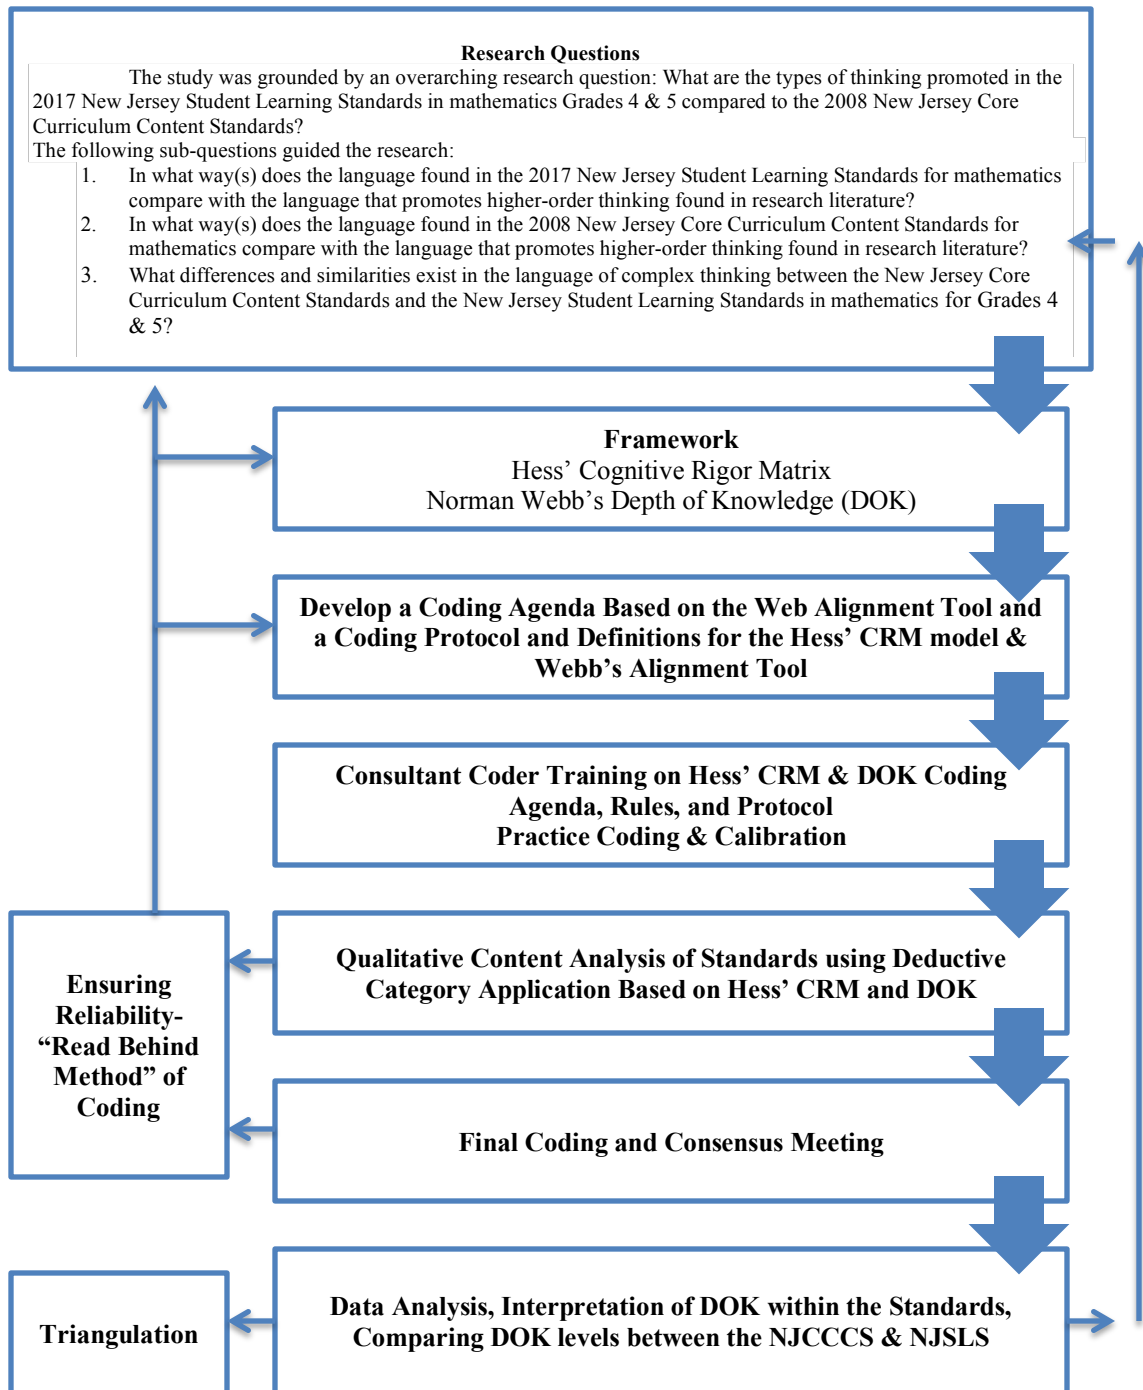 Research Questions
The study was grounded by an overarching research question: What are the types of thinking promoted in the
2017 New Jersey Student Learning Standards in mathematics Grades 4 & 5 compared to the 2008 New Jersey Core
Curriculum Content Standards?
The following sub-questions guided the research:
1. In what way(s) does the language found in the 2017 New Jersey Student Learning Standards for mathematics
compare with the language that promotes higher-order thinking found in research literature?
2. In what way(s) does the language found in the 2008 New Jersey Core Curriculum Content Standards for
mathematics compare with the language that promotes higher-order thinking found in research literature?
3. What differences and similarities exist in the language of complex thinking between the New Jersey Core
Curriculum Content Standards and the New Jersey Student Learning Standards in mathematics for Grades 4
& 5?
Framework
Hess’ Cognitive Rigor Matrix
Norman Webb’s Depth of Knowledge (DOK)
Develop a Coding Agenda Based on the Web Alignment Tool and
a Coding Protocol and Definitions for the Hess’ CRM model &
Webb’s Alignment Tool
Consultant Coder Training on Hess’ CRM & DOK Coding
Agenda, Rules, and Protocol
Practice Coding & Calibration
Qualitative Content Analysis of Standards using Deductive
Category Application Based on Hess’ CRM and DOK
Ensuring
Reliability-
“Read Behind
Method” of
Coding
Final Coding and Consensus Meeting
Triangulation
Data Analysis, Interpretation of DOK within the Standards,
Comparing DOK levels between the NJCCCS & NJSLS